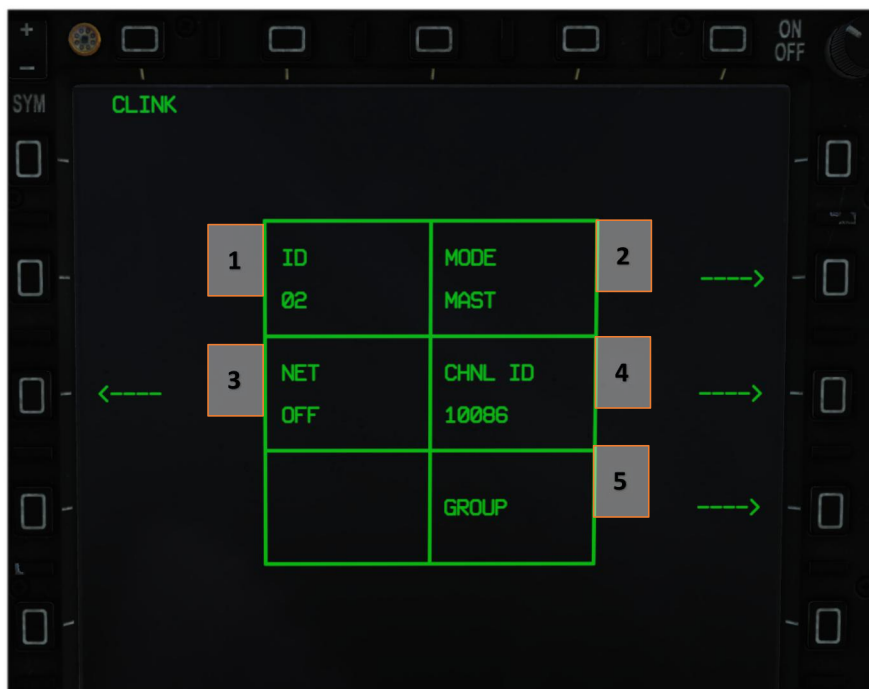 +
ON
OFF
−
SYM
CLINK
1
ID
02
MODE
MAST
2
---->
3
NET
OFF
CHNL ID
10086
4
<----
---->
GROUP
5
---->